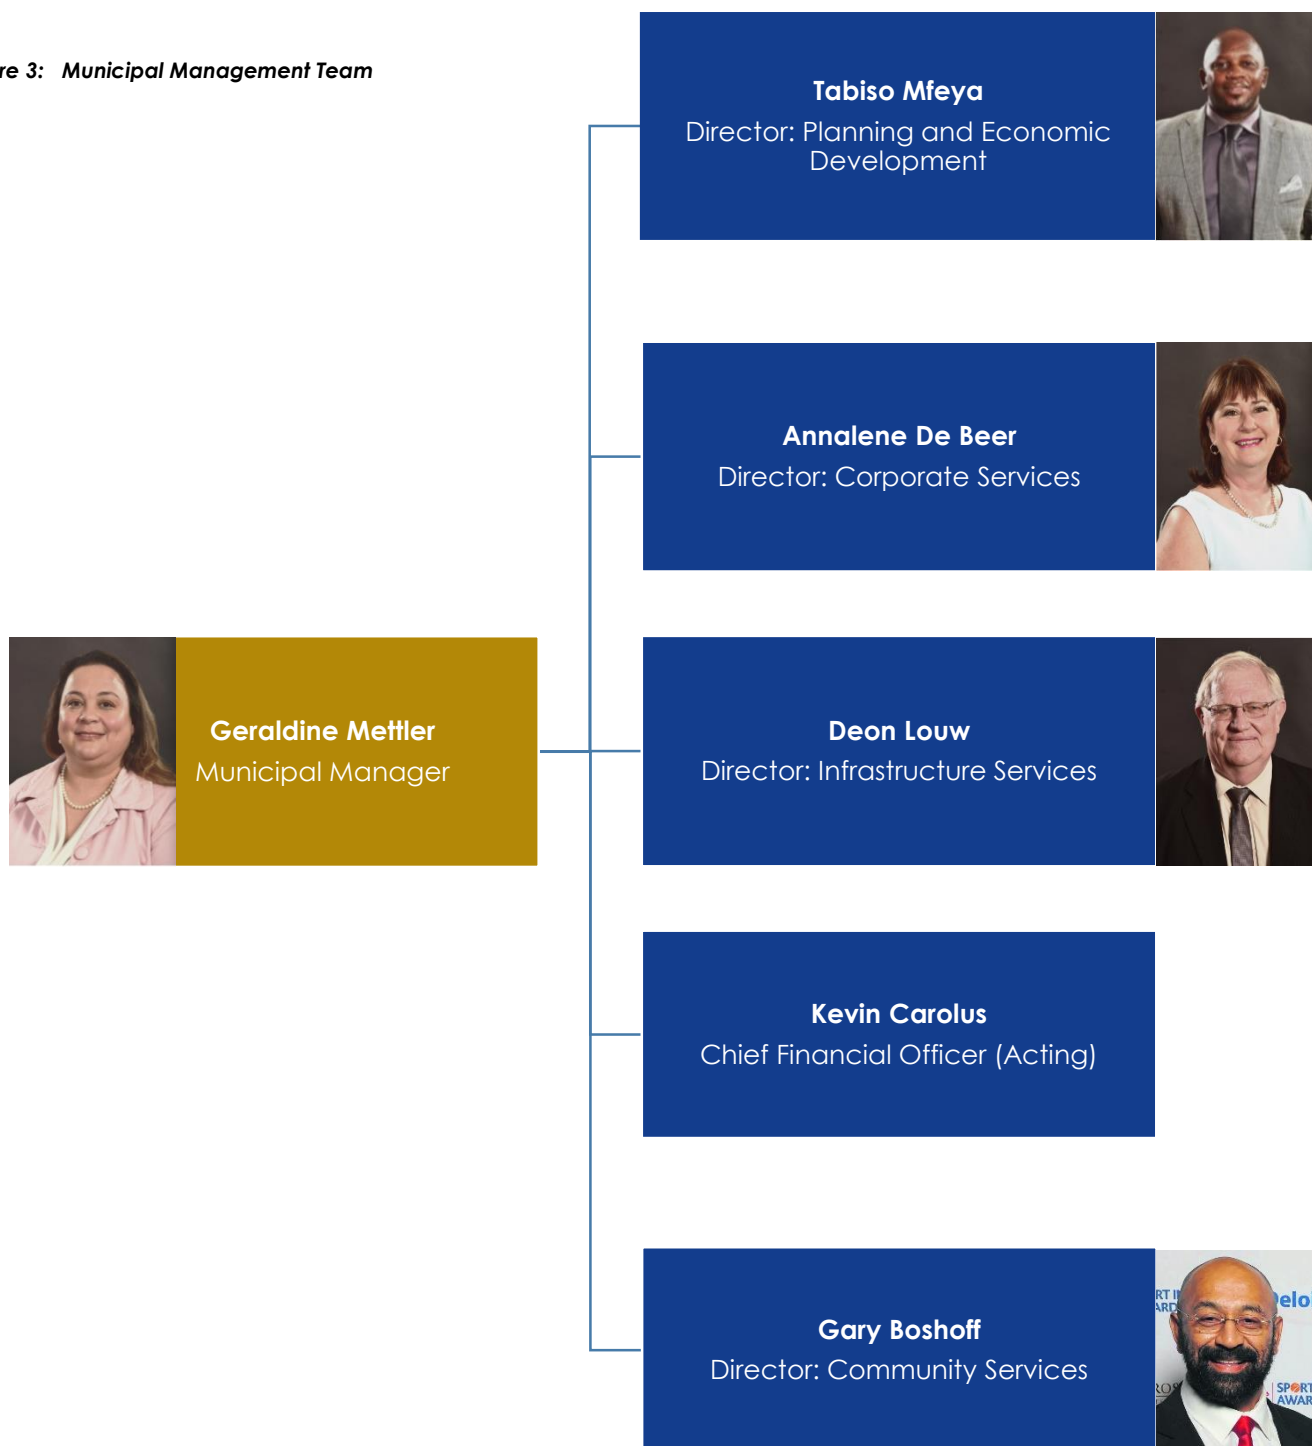 re 3: Municipal Management Team
Tabiso Mfeya
Director: Planning and Economic
Development
Annalene De Beer
Director: Corporate Services
Geraldine Mettler
Municipal Manager
Deon Louw
Director: Infrastructure Services
Kevin Carolus
Chief Financial Officer (Acting)
Gary Boshoff
Director: Community Services
SPORT
AWAR